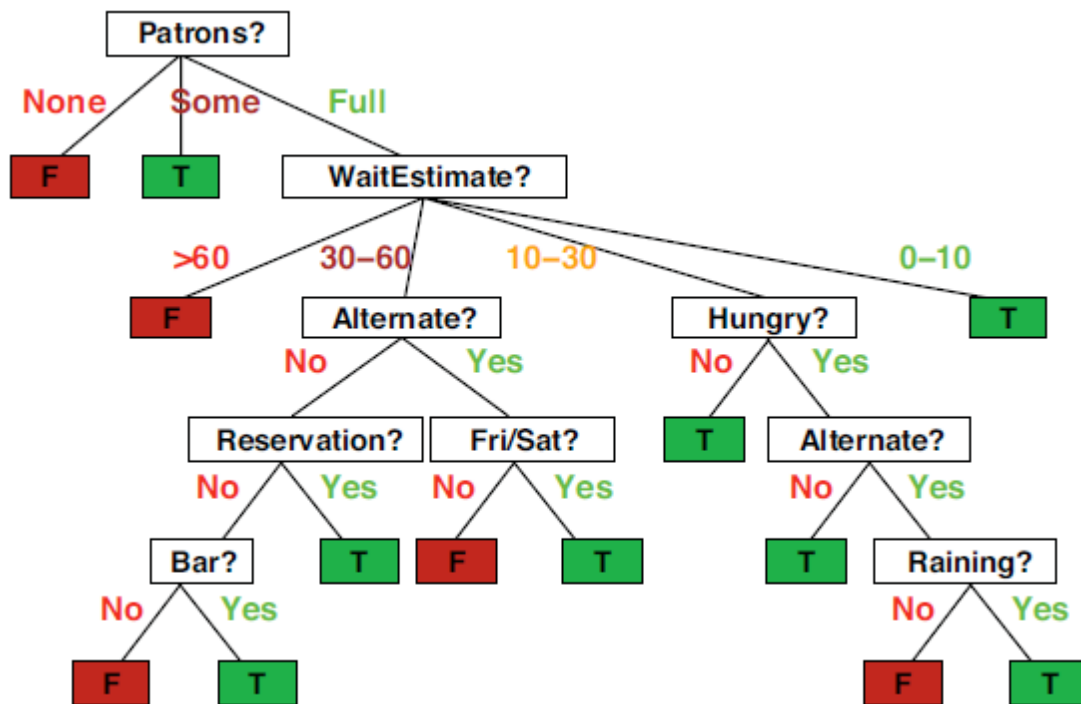 Patrons?
None Some Full
F T WaitEstimate?
>60 30–60 10–30 0–10
F Alternate? Hungry? T
No Yes No Yes
Reservation? Fri/Sat? T Alternate?
No Yes No Yes No Yes
Bar? T F T T Raining?
No Yes No Yes
F T F T